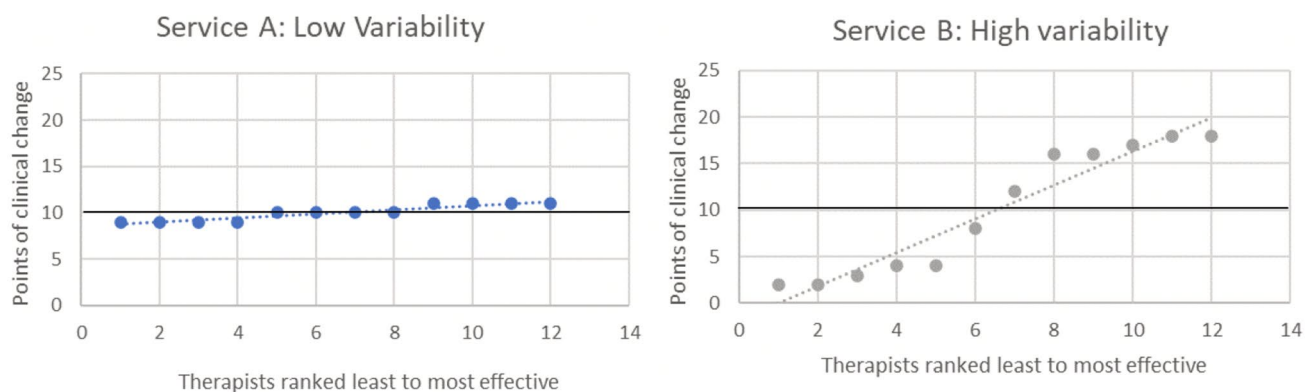 Service A: Low Variability
Points of clinical change
25
20
15
10
5
0
0 2 4 6 8 10 12 14
Therapists ranked least to most effective
Service B: High variability
Points of clinical change
25
20
15
10
5
0
0 2 4 6 8 10 12 14
Therapists ranked least to most effective